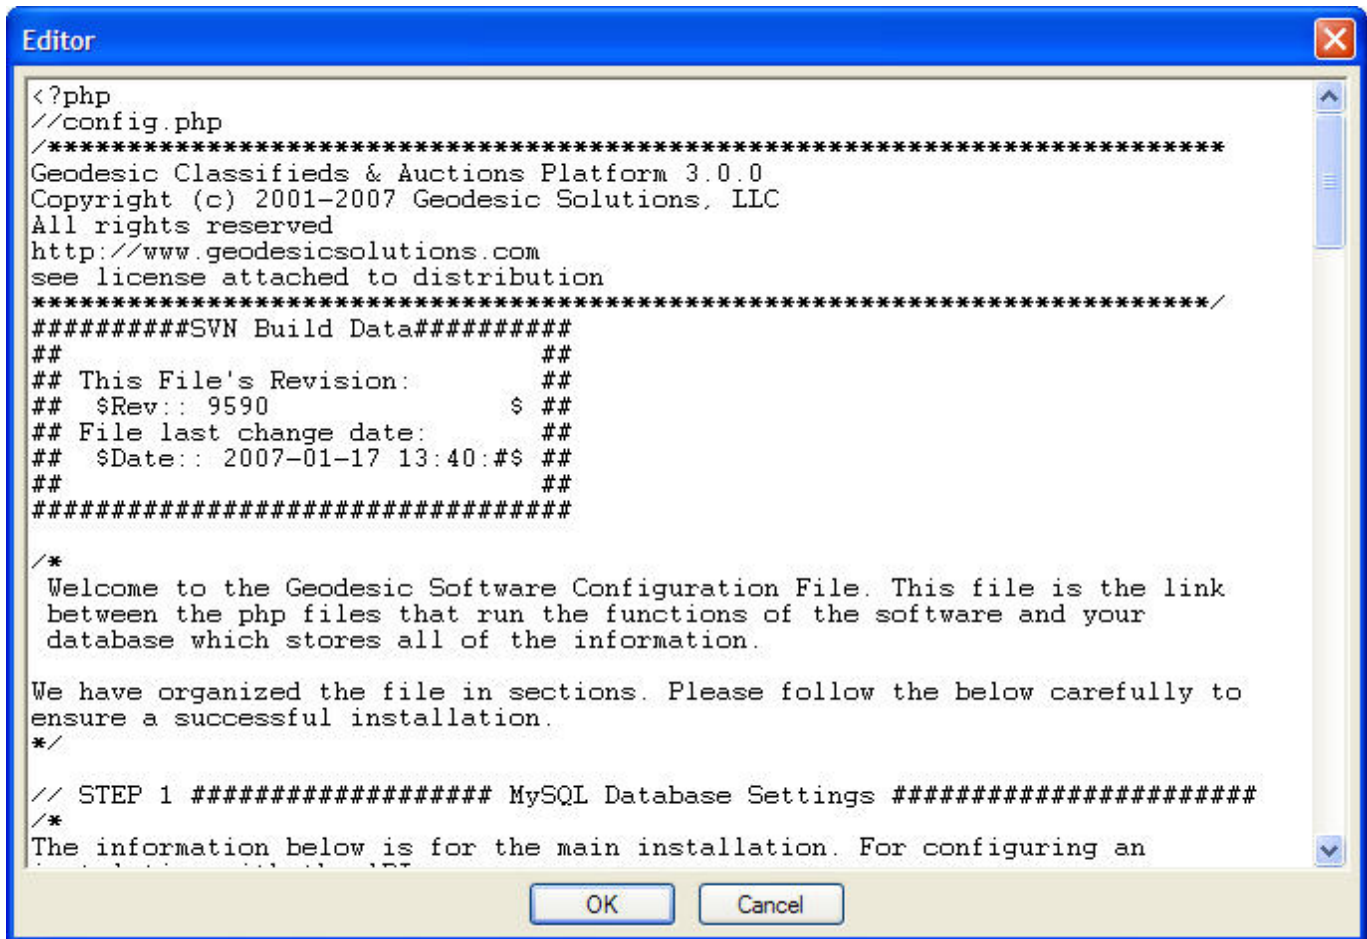 Editor
<?php
//config.php
/**************************************************************************
Geodesic Classifieds & Auctions Platform 3.0.0
Copyright (c) 2001-2007 Geodesic Solutions, LLC
All rights reserved
http://www.geodesicsolutions.com
see license attached to distribution
**************************************************************************/
##########SVN Build Data##########
##                              ##
## This File's Revision:        ##
##  $Rev:: 9590               $ ##
## File last change date:       ##
##  $Date:: 2007-01-17 13:40:#$ ##
##                              ##
##################################
/*
Welcome to the Geodesic Software Configuration File. This file is the link
between the php files that run the functions of the software and your
database which stores all of the information.
We have organized the file in sections. Please follow the below carefully to
ensure a successful installation.
*/
// STEP 1 ################### MySQL Database Settings #######################
/*
The information below is for the main installation. For configuring an
OK
Cancel